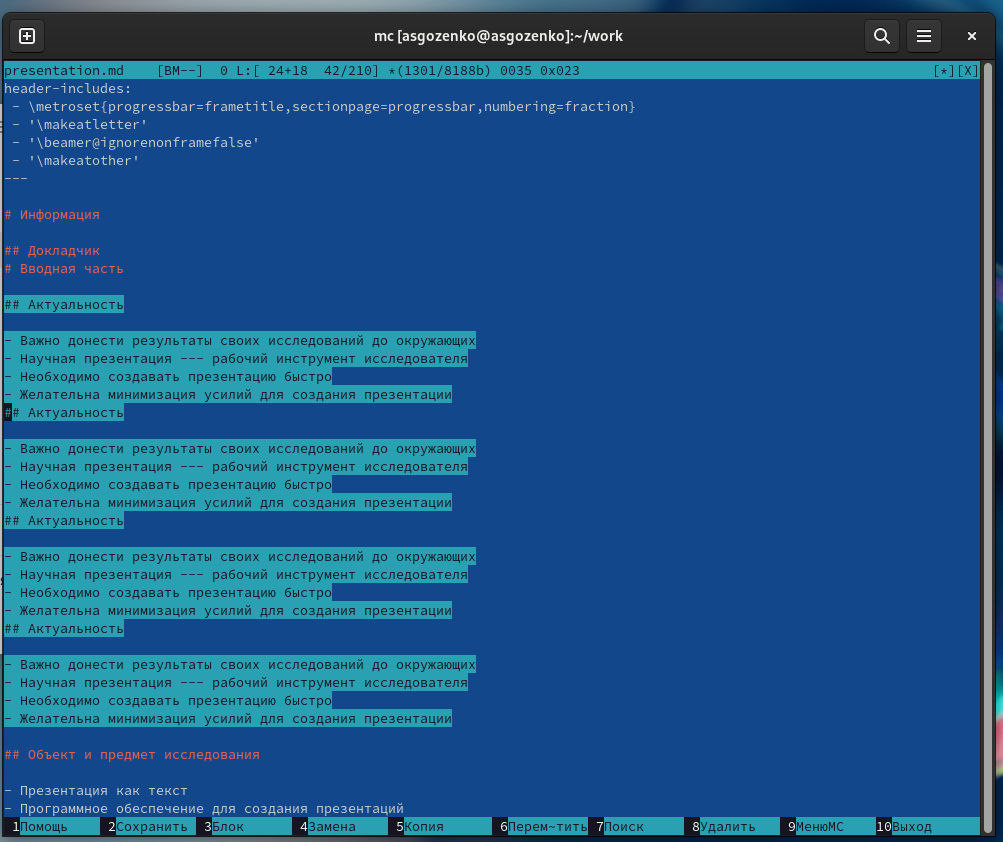 mc [asgozenko@asgozenko]:~/work
presentation.md    [BM--]  0 L:[ 24+18  42/210] *(1301/8188b) 0035 0x023    [*][X]
header-includes:
 - \metroset{progressbar=frametitle,sectionpage=progressbar,numbering=fraction}
 - '\makeatletter'
 - '\beamer@ignorenonframefalse'
 - '\makeatother'
---
# Информация
## Докладчик
# Вводная часть
## Актуальность
- Важно донести результаты своих исследований до окружающих
- Научная презентация --- рабочий инструмент исследователя
- Необходимо создавать презентацию быстро
- Желательна минимизация усилий для создания презентации
## Актуальность
- Важно донести результаты своих исследований до окружающих
- Научная презентация --- рабочий инструмент исследователя
- Необходимо создавать презентацию быстро
- Желательна минимизация усилий для создания презентации
## Актуальность
- Важно донести результаты своих исследований до окружающих
- Научная презентация --- рабочий инструмент исследователя
- Необходимо создавать презентацию быстро
- Желательна минимизация усилий для создания презентации
## Актуальность
- Важно донести результаты своих исследований до окружающих
- Научная презентация --- рабочий инструмент исследователя
- Необходимо создавать презентацию быстро
- Желательна минимизация усилий для создания презентации
## Объект и предмет исследования
- Презентация как текст
- Программное обеспечение для создания презентаций
1Помощь 2Сохранить 3Блок 4Замена 5Копия 6Перем~тить 7Поиск 8Удалить 9МенюМС 10Выход